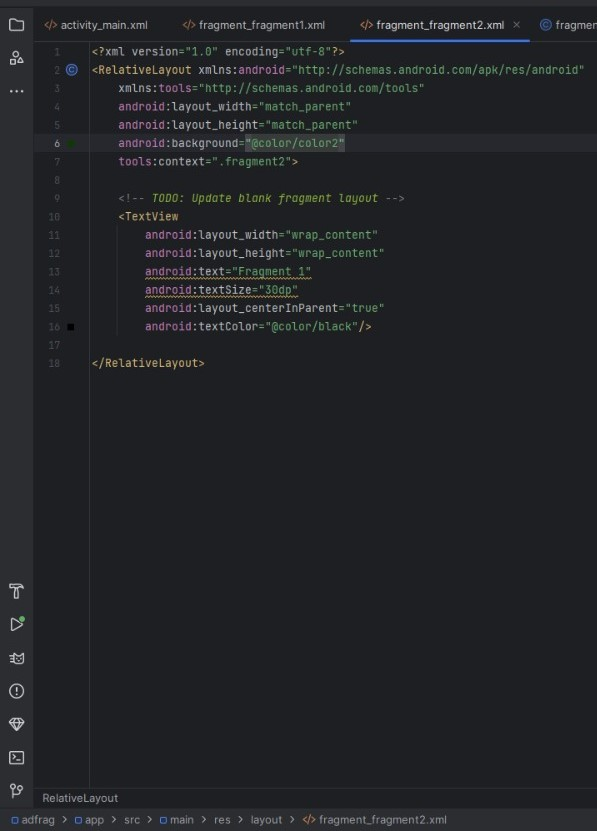 activity_main.xml
fragment_fragment1.xml
fragment_fragment2.xml
fragmen
1 <?xml version="1.0" encoding="utf-8"?>
2 <RelativeLayout xmlns:android="http://schemas.android.com/apk/res/android"
3 xmlns:tools="http://schemas.android.com/tools"
4 android:layout_width="match_parent"
5 android:layout_height="match_parent"
6 android:background="@color/color2"
7 tools:context=".fragment2">
8
9 <!-- TODO: Update blank fragment layout -->
10 <TextView
11 android:layout_width="wrap_content"
12 android:layout_height="wrap_content"
13 android:text="Fragment 1"
14 android:textSize="30dp"
15 android:layout_centerInParent="true"
16 android:textColor="@color/black"/>
17
18 </RelativeLayout>
RelativeLayout
adfrag > app > src > main > res > layout > fragment_fragment2.xml